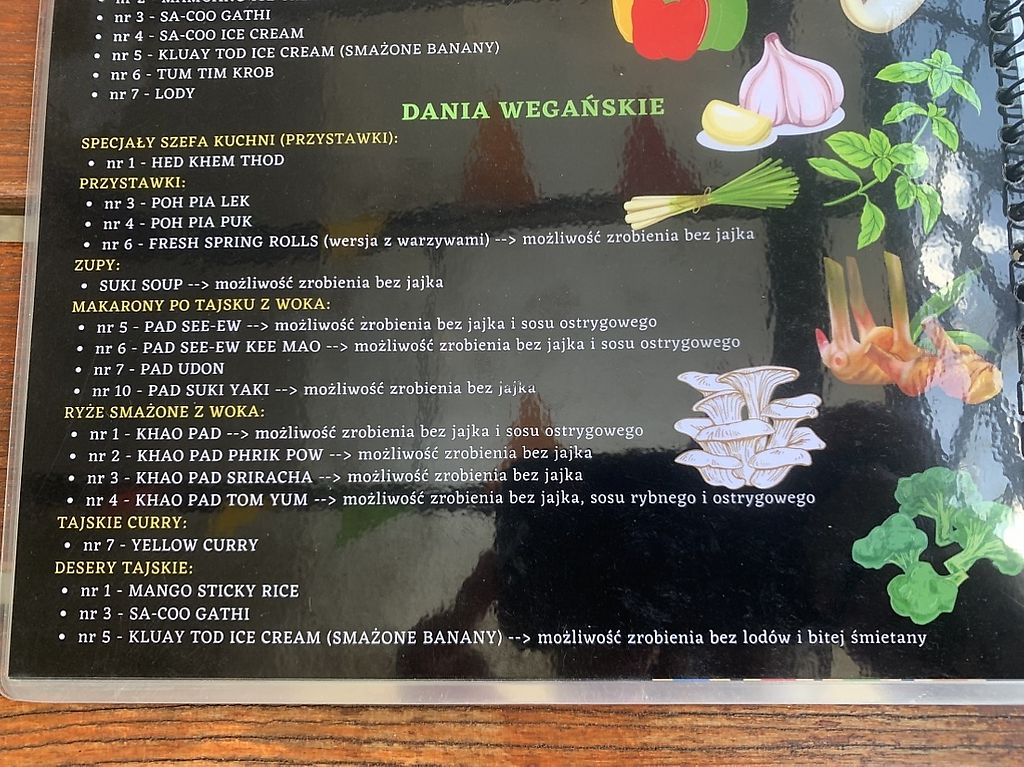 nr 3 - SA-COO GATHI
nr 4 - SA-COO ICE CREAM
nr 5 - KLUAY TOD ICE CREAM (SMAŻONE BANANY)
nr 6 - TUM TIM KROB
nr 7 - LODY
DANIA WEGAŃSKIE
SPECJAŁY SZEFA KUCHNI (PRZYSTAWKI):
nr 1 - HED KHEM THOD
PRZYSTAWKI:
nr 3 - POH PIA LEK
nr 4 - POH PIA PUK
nr 6 - FRESH SPRING ROLLS (wersja z warzywami) --> możliwość zrobienia bez jajka
ZUPY:
SUKI SOUP --> możliwość zrobienia bez jajka
MAKARONY PO TAJSKU Z WOKA:
nr 5 - PAD SEE-EW --> możliwość zrobienia bez jajka i sosu ostrygowego
nr 6 - PAD SEE-EW KEE MAO --> możliwość zrobienia bez jajka i sosu ostrygowego
nr 7 - PAD UDON
nr 10 - PAD SUKI YAKI --> możliwość zrobienia bez jajka
RYŻE SMAŻONE Z WOKA:
nr 1 - KHAO PAD --> możliwość zrobienia bez jajka i sosu ostrygowego
nr 2 - KHAO PAD PHRIK POW --> możliwość zrobienia bez jajka
nr 3 - KHAO PAD SRIRACHA --> możliwość zrobienia bez jajka
nr 4 - KHAO PAD TOM YUM --> możliwość zrobienia bez jajka, sosu rybnego i ostrygowego
TAJSKIE CURRY:
nr 7 - YELLOW CURRY
DESERY TAJSKIE:
nr 1 - MANGO STICKY RICE
nr 3 - SA-COO GATHI
nr 5 - KLUAY TOD ICE CREAM (SMAŻONE BANANY) --> możliwość zrobienia bez lodów i bitej śmietany